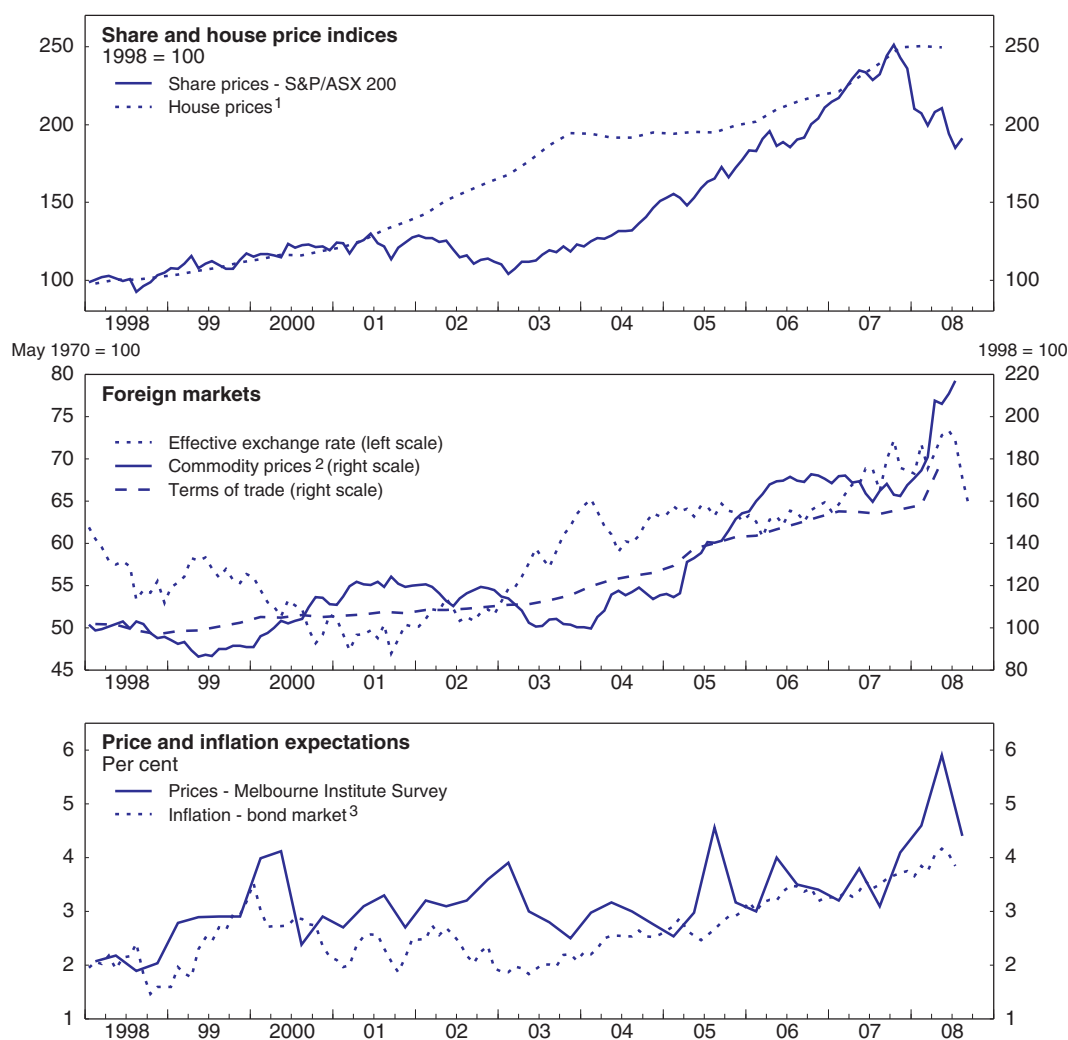 Share and house price indices
1998 = 100
Share prices - S&P/ASX 200
House prices 1
250 250
200 200
150 150
100 100
1998 99 2000 01 02 03 04 05 06 07 08
May 1970 = 100 1998 = 100
Foreign markets
Effective exchange rate (left scale)
Commodity prices 2 (right scale)
Terms of trade (right scale)
80 220
75 200
70 180
65 160
60 140
55 120
50 100
45 80
1998 99 2000 01 02 03 04 05 06 07 08
Price and inflation expectations
Per cent
Prices - Melbourne Institute Survey
Inflation - bond market 3
6 6
5 5
4 4
3 3
2 2
1 1
1998 99 2000 01 02 03 04 05 06 07 08